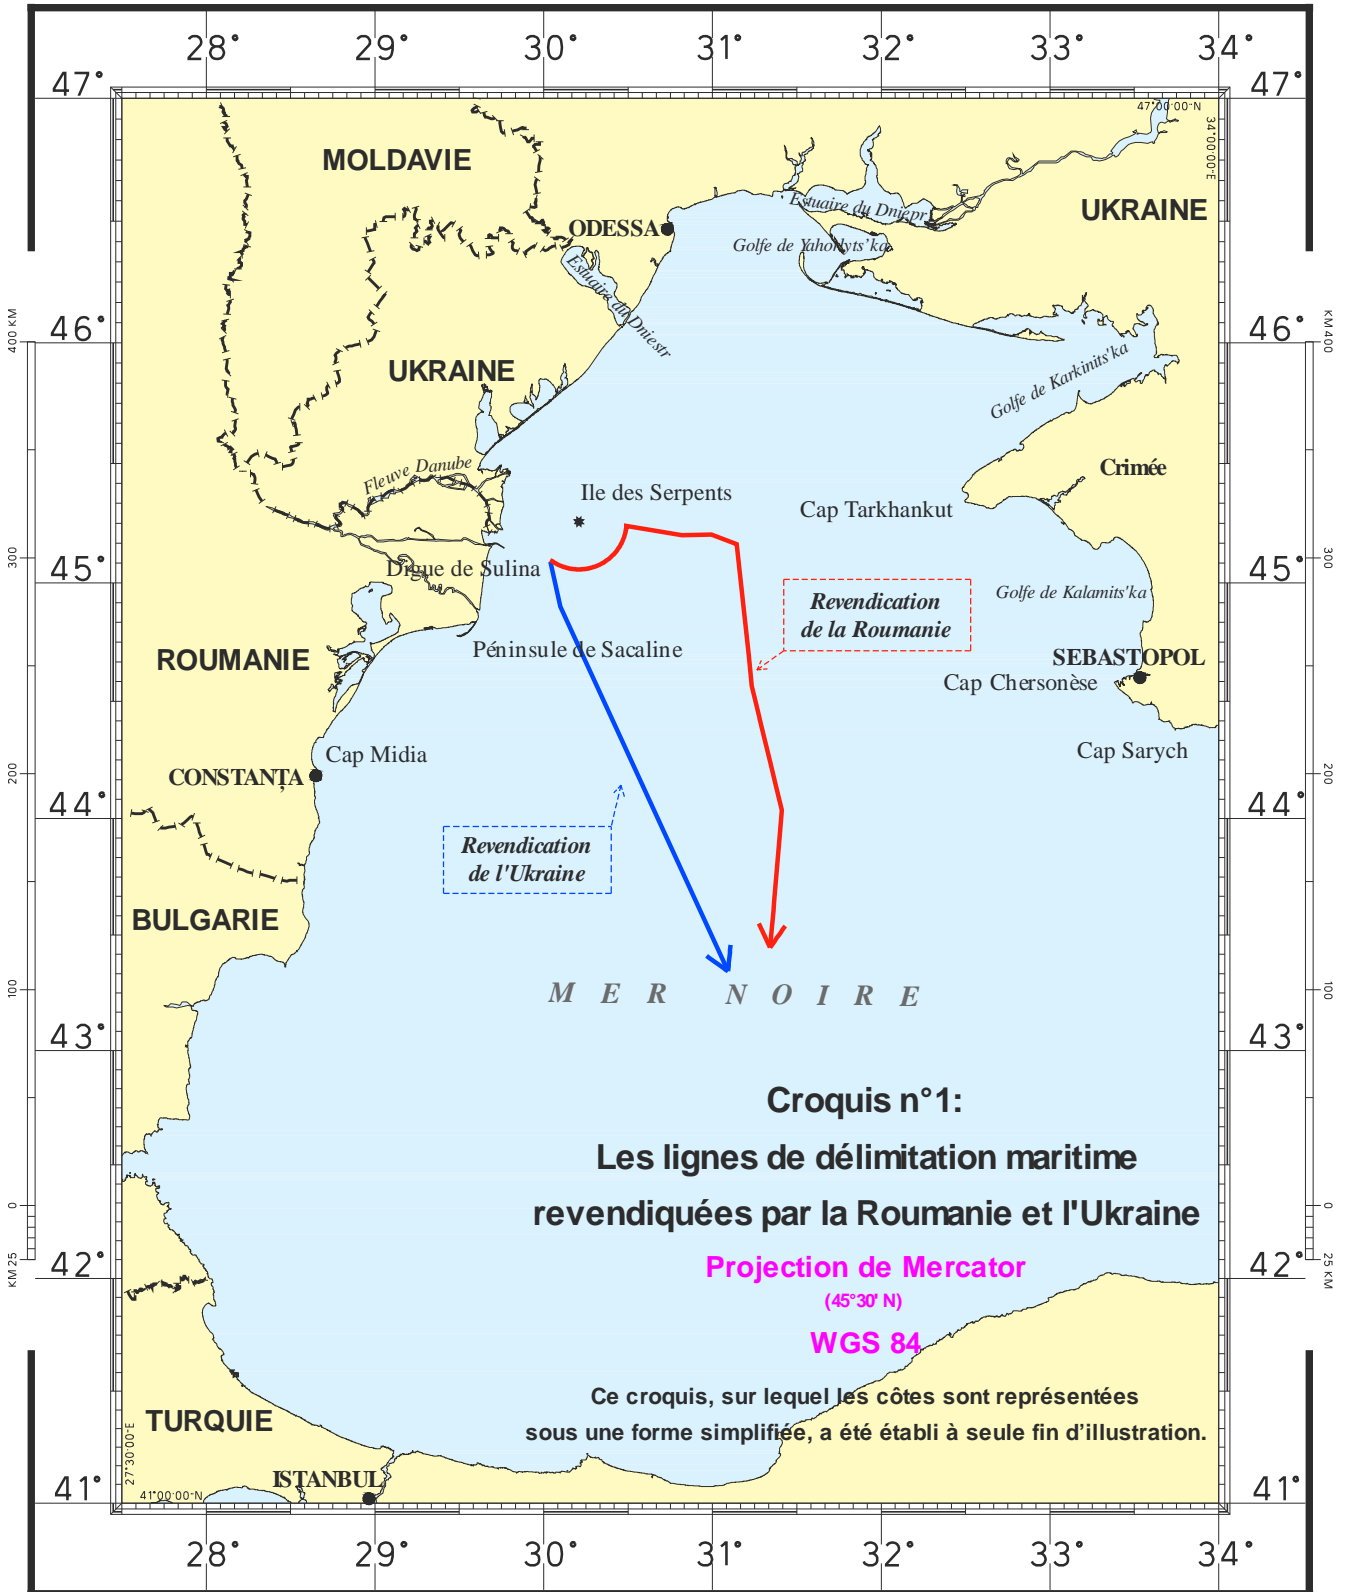 28° 29° 30° 31° 32° 33° 34°
47° 47°
47°00'00"N
34°00'00"E
MOLDAVIE
UKRAINE
Estuaire du Dniepr
ODESSA
Golfe de Yahorlyts'ka
Estuaire du Dniestr
400 KM
KM 400
46° 46°
UKRAINE
Golfe de Karkinits'ka
Fleuve Danube
Crimée
Ile des Serpents
Cap Tarkhankut
300 300
45° 45°
Digue de Sulina
Golfe de Kalamits'ka
Revendication
de la Roumanie
Péninsule de Sacaline
ROUMANIE
SEBASTOPOL
Cap Chersonèse
Cap Midia
Cap Sarych
CONSTANȚA
200 200
44° 44°
Revendication
de l'Ukraine
BULGARIE
MER NOIRE
100 100
43° 43°
Croquis n°1:
Les lignes de délimitation maritime
revendiquées par la Roumanie et l'Ukraine
0 0
42° 42°
KM 25
25 KM
Projection de Mercator
(45°30' N)
WGS 84
Ce croquis, sur lequel les côtes sont représentées
sous une forme simplifiée, a été établi à seule fin d'illustration.
TURQUIE
27°30'00"E
ISTANBUL
41°00'00"N
41° 41°
28° 29° 30° 31° 32° 33° 34°